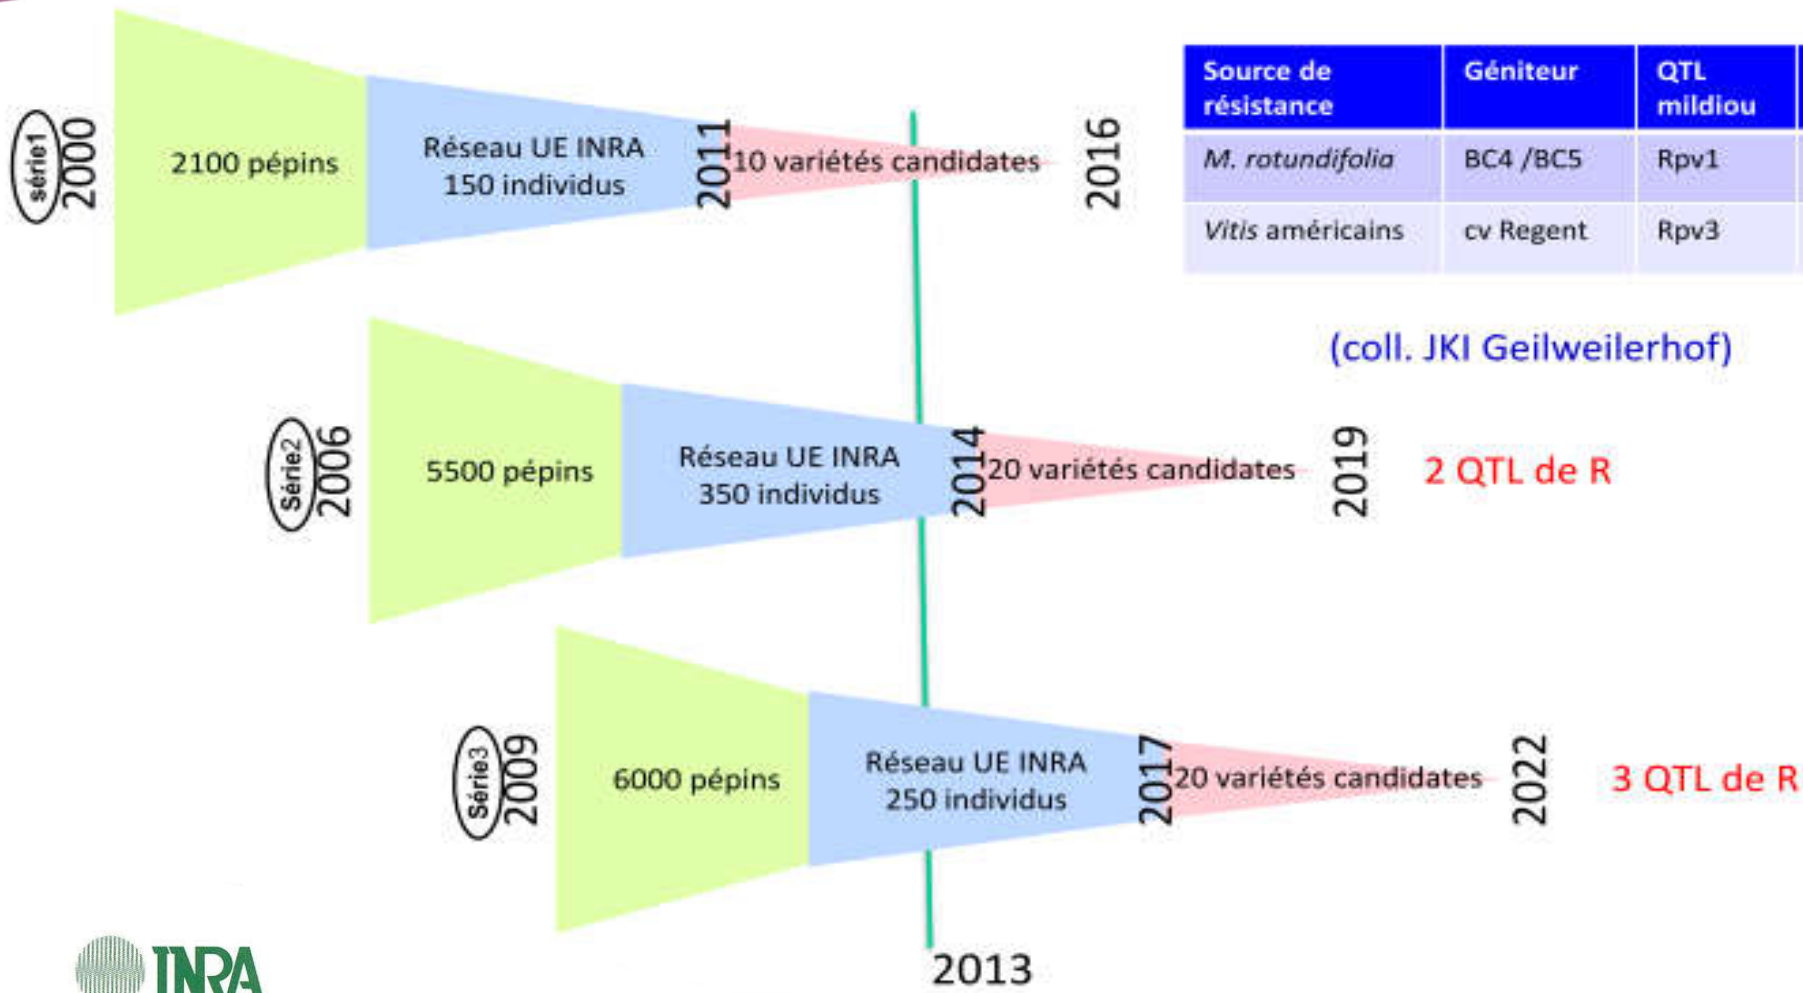 série1
2000
2100 pépins
Réseau UE INRA
150 individus
2011
10 variétés candidates
2016
Source de résistance
Géniteur
QTL mildiou
M. rotundifolia
BC4 /BC5
Rpv1
Vitis américains
cv Regent
Rpv3
(coll. JKI Geilweilerhof)
Série2
2006
5500 pépins
Réseau UE INRA
350 individus
2014
20 variétés candidates
2019
2 QTL de R
Série3
2009
6000 pépins
Réseau UE INRA
250 individus
2017
20 variétés candidates
2022
3 QTL de R
2013
INRA